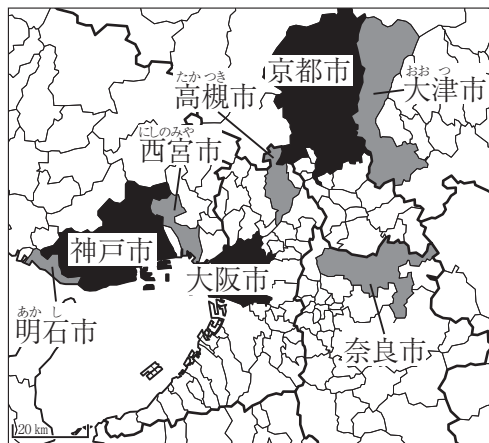 京都市
たかつき
高槻市
おおつ
大津市
にしのみや
西宮市
神戸市
大阪市
あかし
明石市
奈良市
20 km